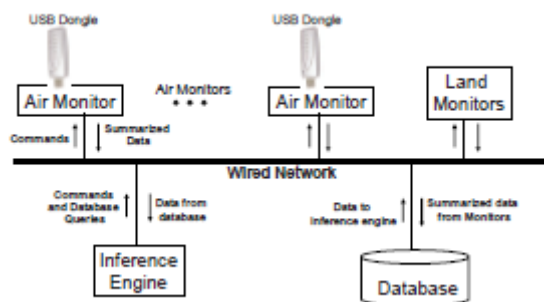 USB Dongle
USB Dongle
Air Monitor
Air Monitors
• • •
Air Monitor
Land
Monitors
Commands
Summarized
Data
Wired Network
Commands
and Database
Queries
Data from
database
Data to
Inference engine
Summarized data
from Monitors
Inference
Engine
Database